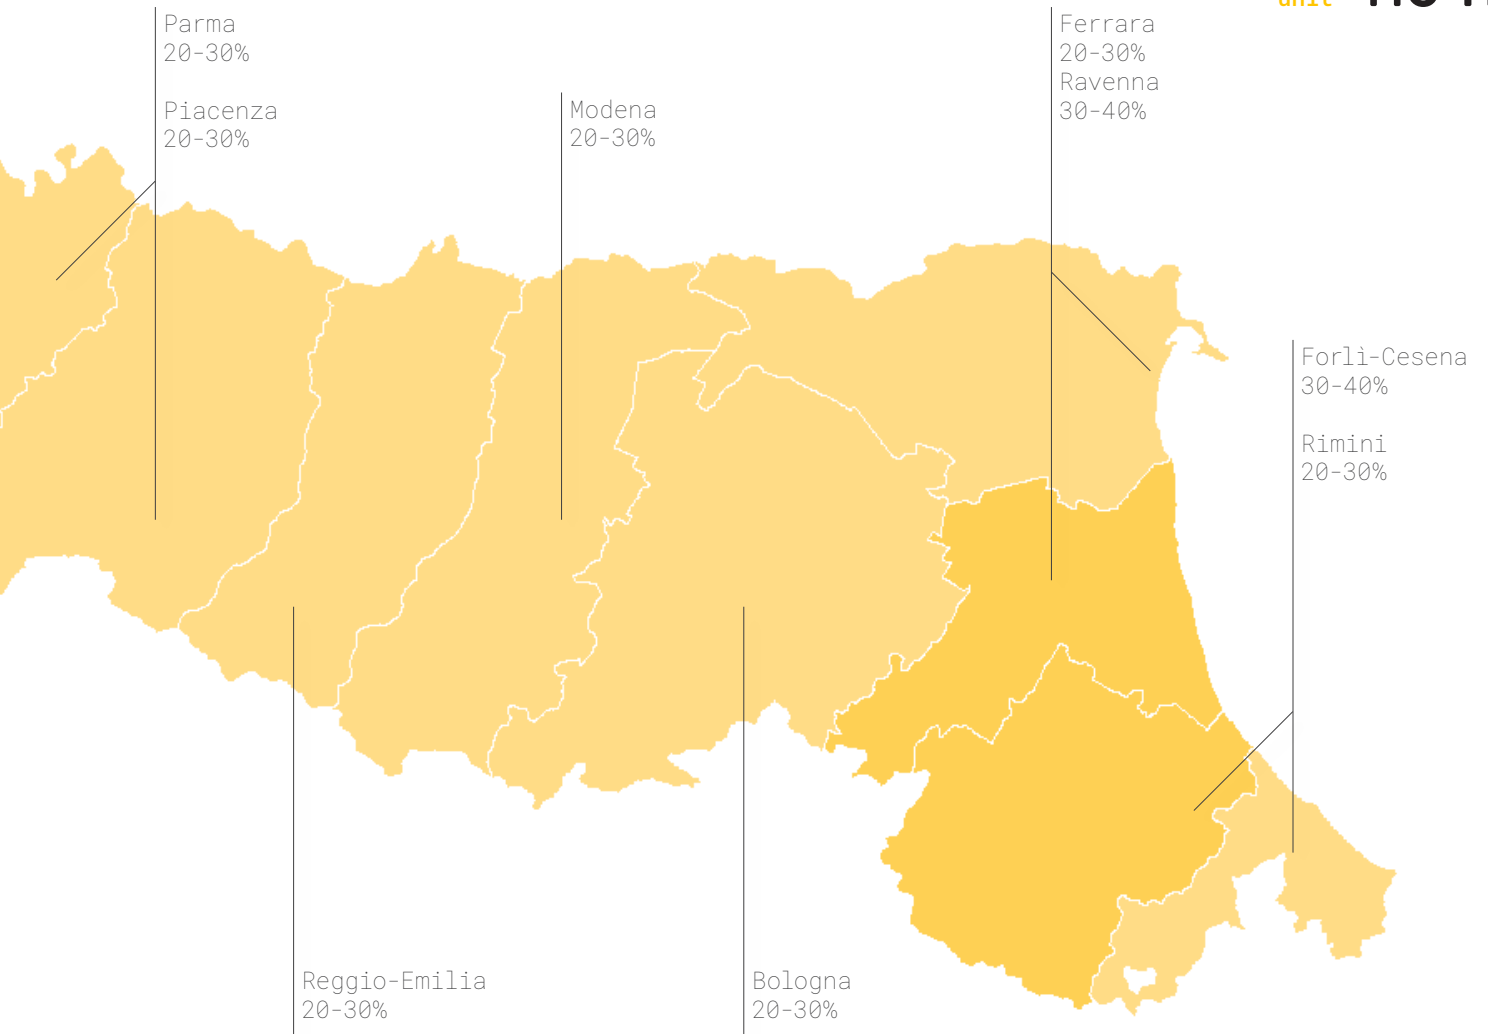 unit
Parma
20-30%
Piacenza
20-30%
Modena
20-30%
Ferrara
20-30%
Ravenna
30-40%
Forlì-Cesena
30-40%
Rimini
20-30%
Reggio-Emilia
20-30%
Bologna
20-30%